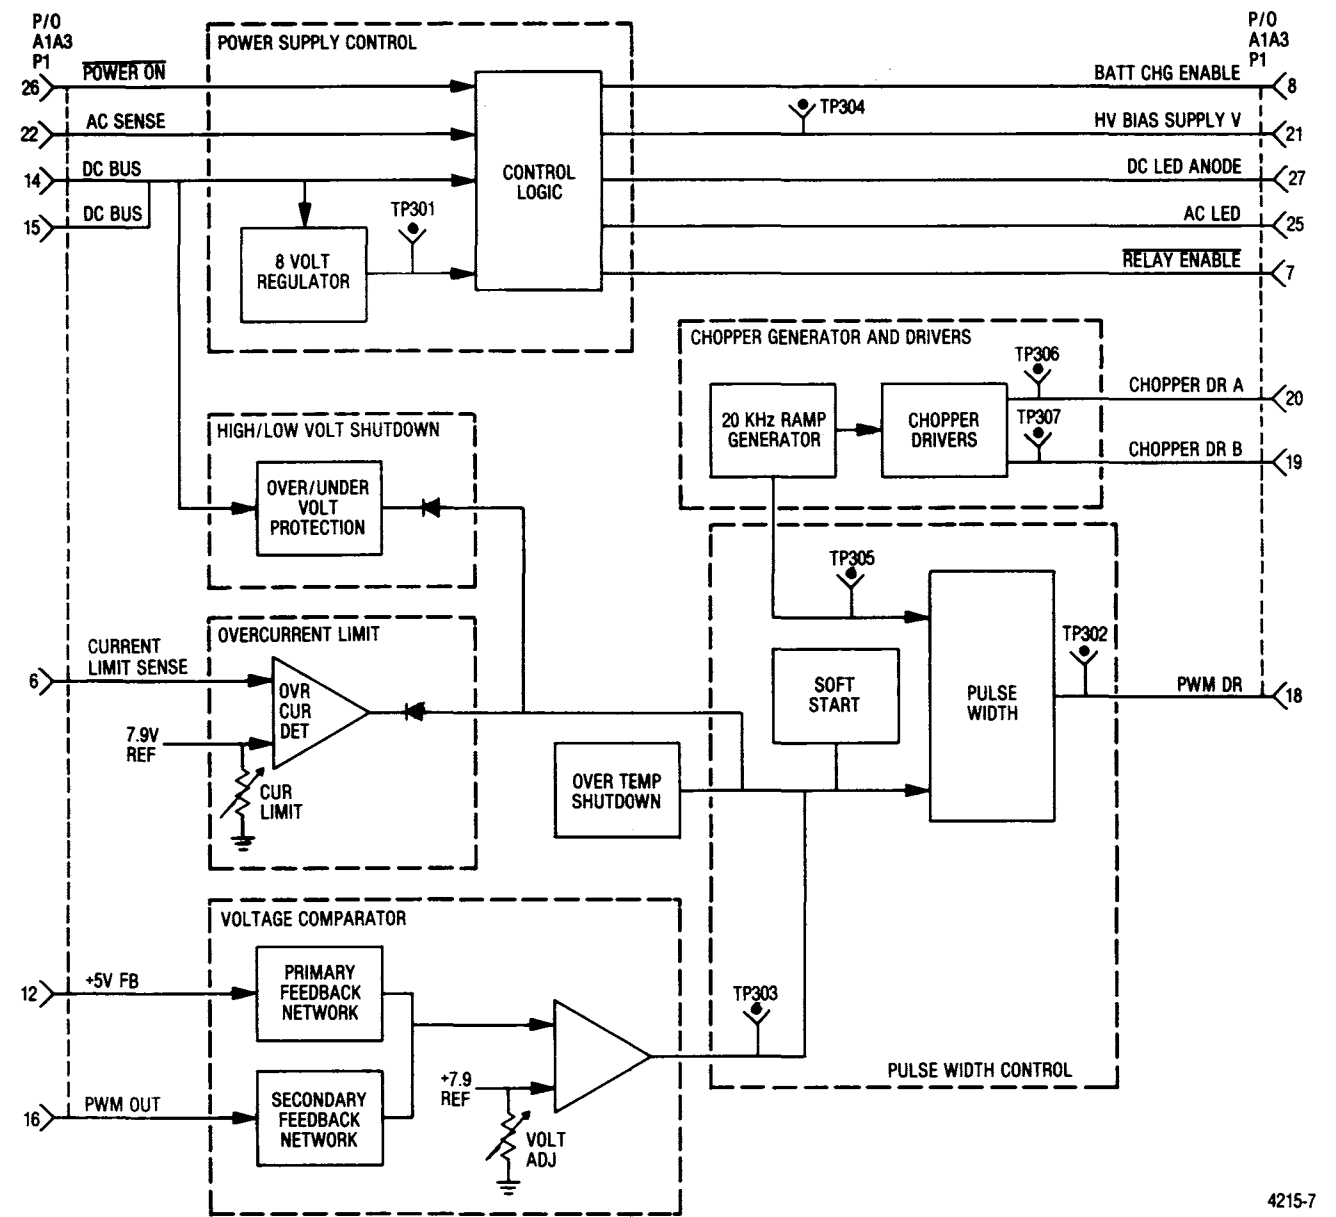 P/O
A1A3
P1
P/O
A1A3
P1
POWER SUPPLY CONTROL
26
POWER ON
BATT CHG ENABLE
8
TP304
22
AC SENSE
HV BIAS SUPPLY V
21
CONTROL
LOGIC
14
DC BUS
DC LED ANODE
27
15
DC BUS
TP301
AC LED
25
8 VOLT
REGULATOR
RELAY ENABLE
7
CHOPPER GENERATOR AND DRIVERS
TP306
20 KHz RAMP
GENERATOR
CHOPPER
DRIVERS
CHOPPER DR A
20
TP307
CHOPPER DR B
19
HIGH/LOW VOLT SHUTDOWN
OVER/UNDER
VOLT
PROTECTION
TP305
OVERCURRENT LIMIT
CURRENT
LIMIT SENSE
6
OVR
CUR
DET
7.9V
REF
CUR
LIMIT
SOFT
START
PULSE
WIDTH
TP302
PWM DR
18
OVER TEMP
SHUTDOWN
VOLTAGE COMPARATOR
12
+5V FB
PRIMARY
FEEDBACK
NETWORK
TP303
PULSE WIDTH CONTROL
+7.9
REF
16
PWM OUT
SECONDARY
FEEDBACK
NETWORK
VOLT
ADJ
4215-7